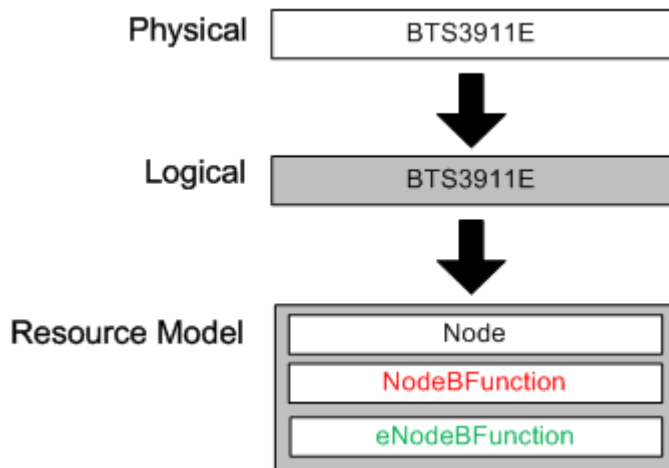 Physical
BTS3911E
Logical
BTS3911E
Resource Model
Node
NodeBFunction
eNodeBFunction